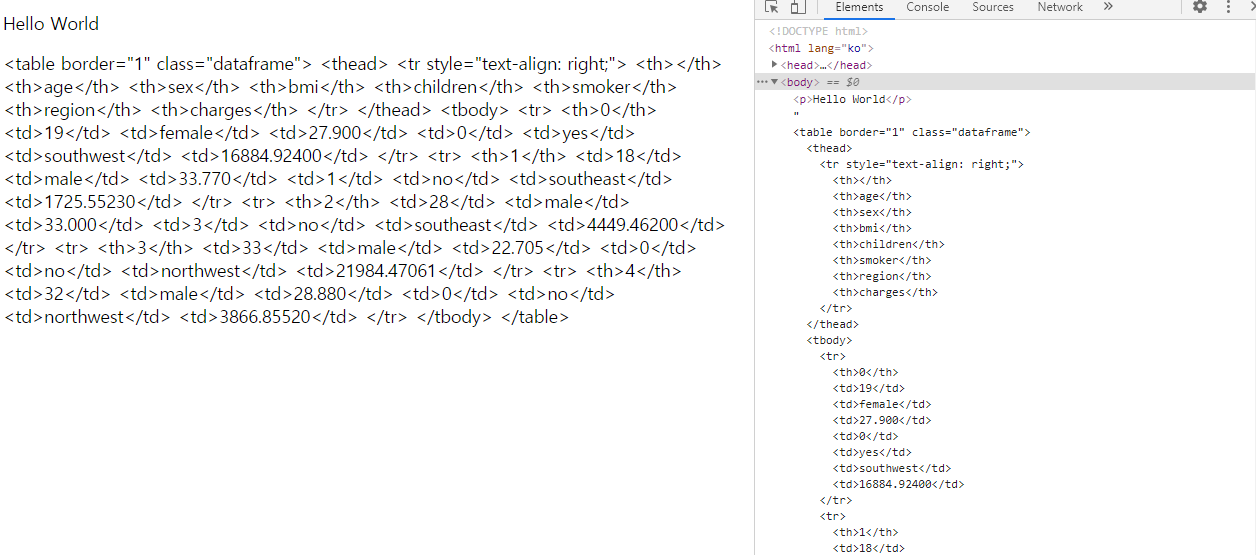 Hello World
<table border="1" class="dataframe"> <thead> <tr style="text-align: right;"> <th></th>
<th>age</th> <th>sex</th> <th>bmi</th> <th>children</th> <th>smoker</th>
<th>region</th> <th>charges</th> </tr> </thead> <tbody> <tr> <th>0</th>
<td>19</td> <td>female</td> <td>27.900</td> <td>0</td> <td>yes</td>
<td>southwest</td> <td>16884.92400</td> </tr> <tr> <th>1</th> <td>18</td>
<td>male</td> <td>33.770</td> <td>1</td> <td>no</td> <td>southeast</td>
<td>1725.55230</td> </tr> <tr> <th>2</th> <td>28</td> <td>male</td>
<td>33.000</td> <td>3</td> <td>no</td> <td>southeast</td> <td>4449.46200</td>
</tr> <tr> <th>3</th> <td>33</td> <td>male</td> <td>22.705</td> <td>0</td>
<td>no</td> <td>northwest</td> <td>21984.47061</td> </tr> <tr> <th>4</th>
<td>32</td> <td>male</td> <td>28.880</td> <td>0</td> <td>no</td>
<td>northwest</td> <td>3866.85520</td> </tr> </tbody> </table>
Elements Console Sources Network »
<!DOCTYPE html>
<html lang="ko">
<head>…</head>
<body> == $0
<p>Hello World</p>
"
<table border="1" class="dataframe">
<thead>
<tr style="text-align: right;">
<th></th>
<th>age</th>
<th>sex</th>
<th>bmi</th>
<th>children</th>
<th>smoker</th>
<th>region</th>
<th>charges</th>
</tr>
</thead>
<tbody>
<tr>
<th>0</th>
<td>19</td>
<td>female</td>
<td>27.900</td>
<td>0</td>
<td>yes</td>
<td>southwest</td>
<td>16884.92400</td>
</tr>
<tr>
<th>1</th>
<td>18</td>